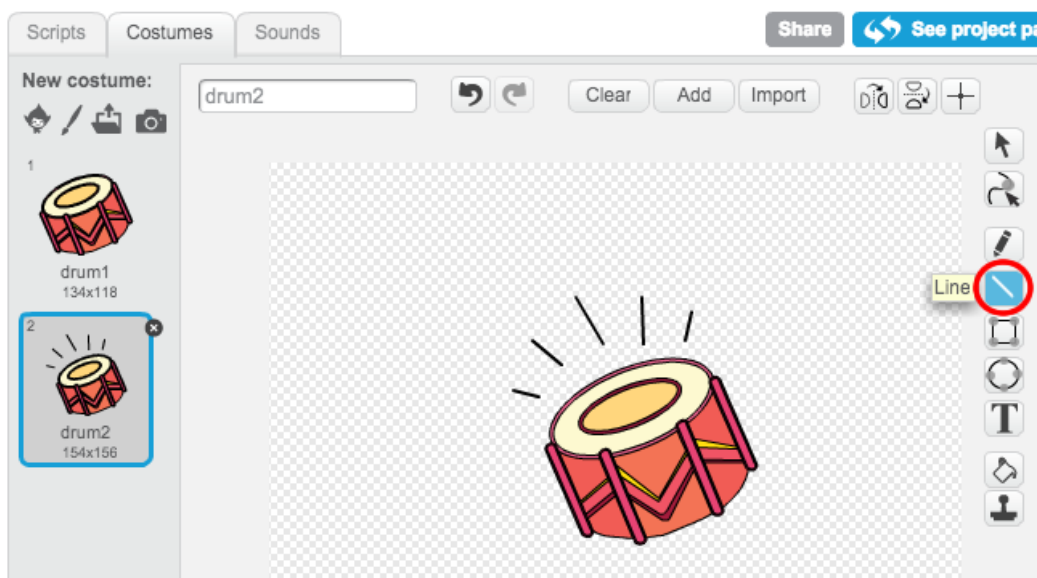 Scripts Costumes Sounds Share See project pa
New costume:
drum2 Clear Add Import
1
drum1
134x118
2
drum2
154x156
Line
T